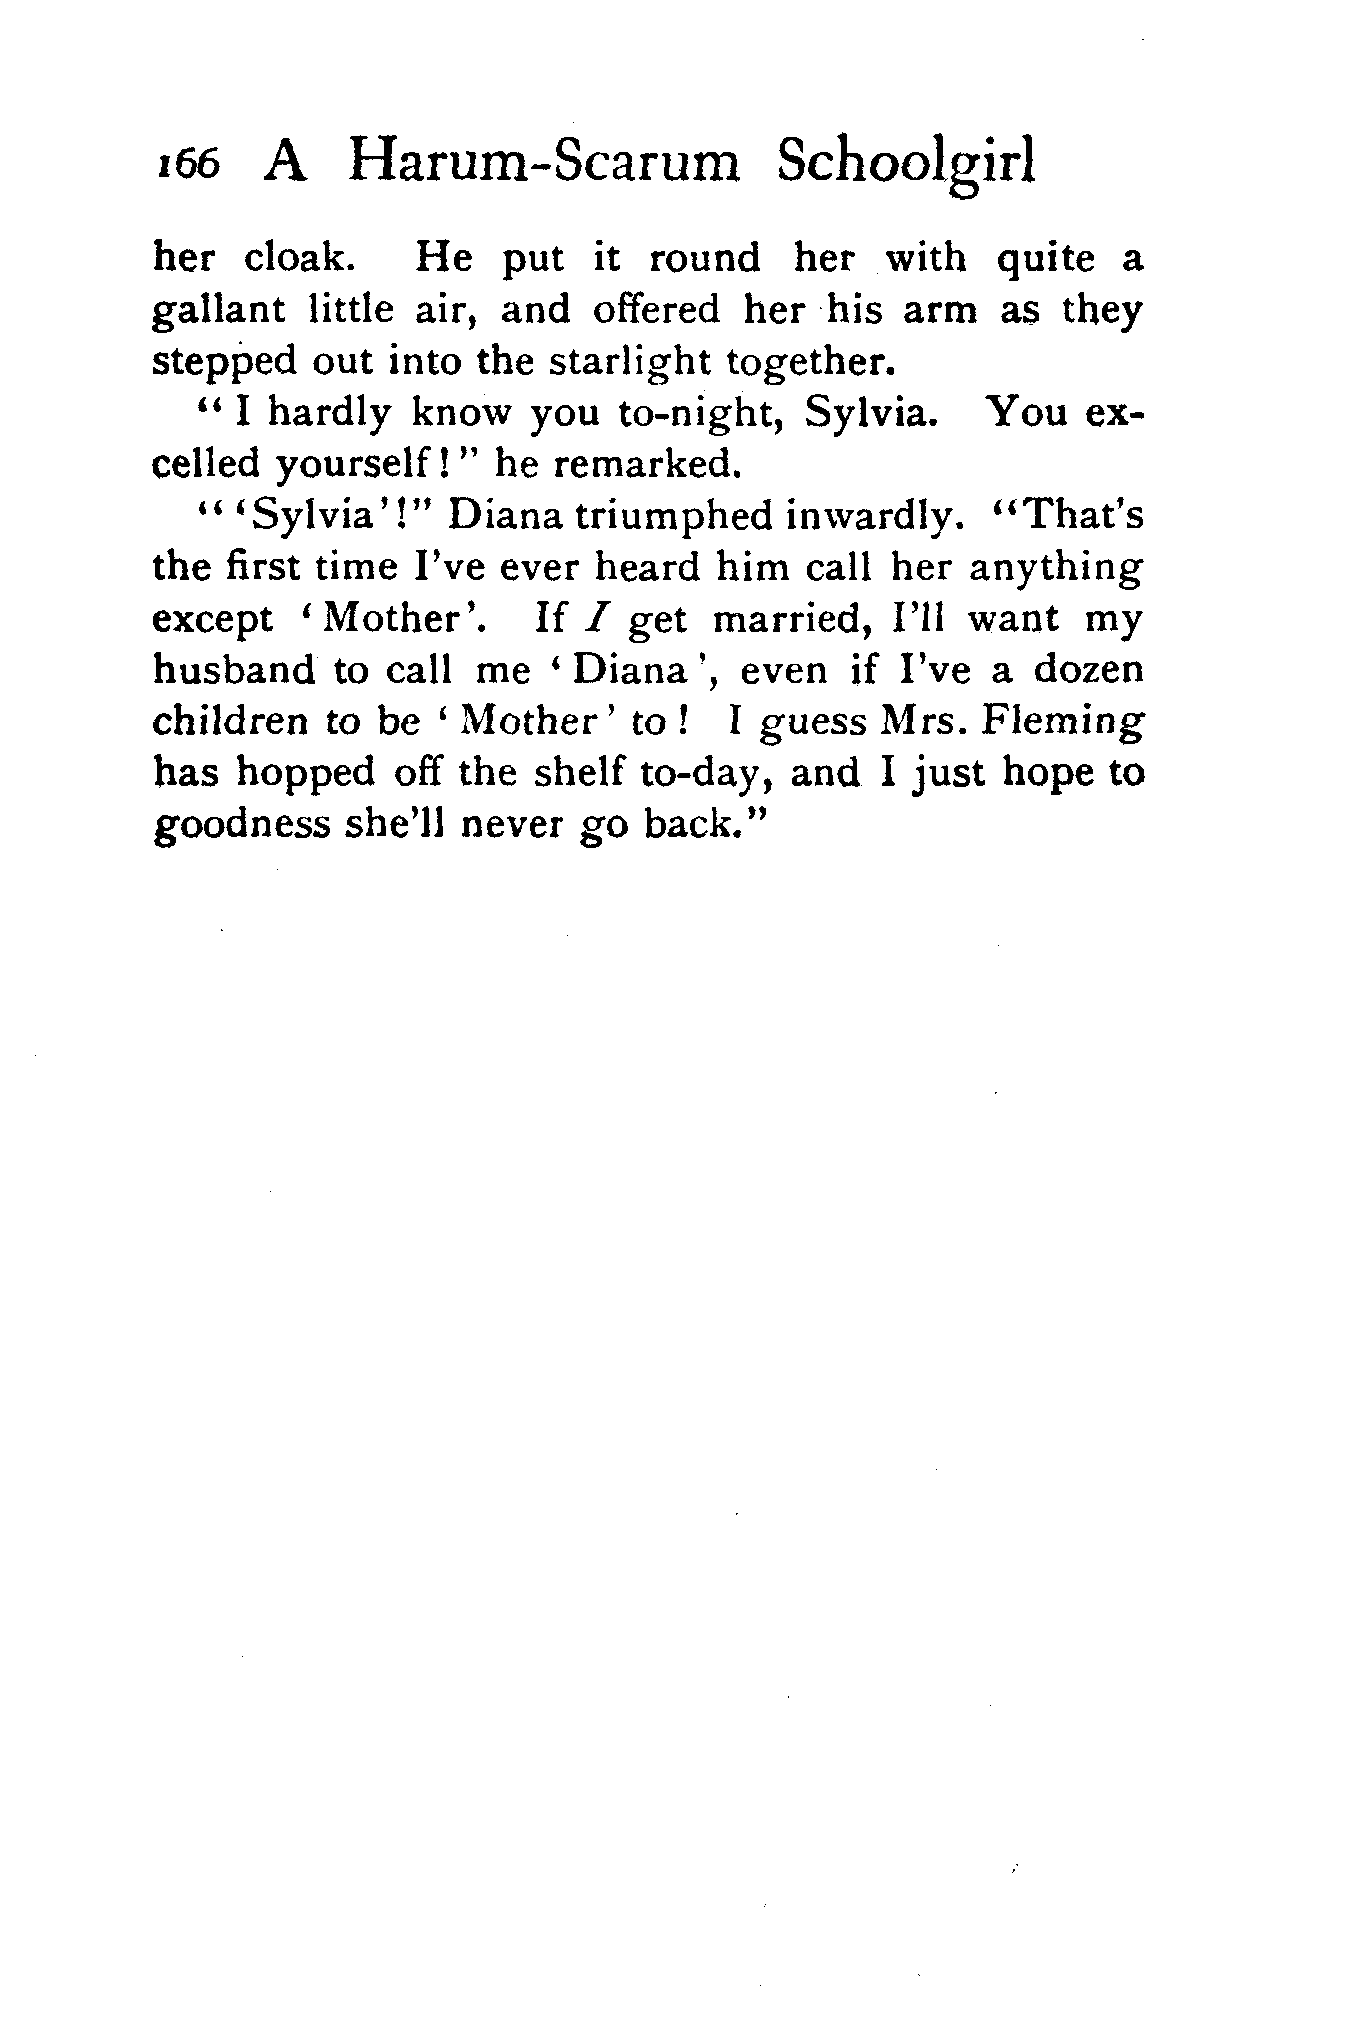 166 A Harum-Scarum Schoolgirl
her cloak. He put it round her with quite a
gallant little air, and offered her his arm as they
stepped out into the starlight together.
“ I hardly know you to-night, Sylvia. You ex-
celled yourself! ” he remarked.
“ ‘Sylvia’!” Diana triumphed inwardly. “That’s
the first time I’ve ever heard him call her anything
except ‘ Mother’. If I get married, I’ll want my
husband to call me ‘ Diana ’, even if I’ve a dozen
children to be ‘ Mother ’ to ! I guess Mrs. Fleming
has hopped off the shelf to-day, and I just hope to
goodness she’ll never go back.”